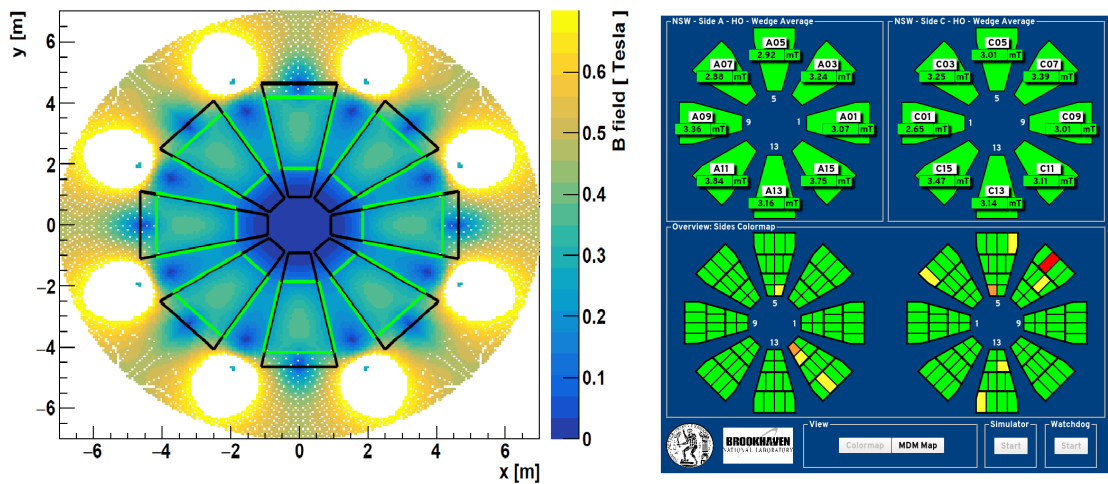 y [m]
6
4
2
0
−2
−4
−6
−6 −4 −2 0 2 4 6
x [m]
0.6
0.5
0.4
0.3
0.2
0.1
0
B field [ Tesla ]
NSW - Side A - HO - Wedge Average
A05
2.92 mT
A07
2.88 mT
A03
3.24 mT
A09
3.36 mT
A01
3.07 mT
A11
3.84 mT
A15
3.75 mT
A13
3.16 mT
5
9 1
13
NSW - Side C - HO - Wedge Average
C05
3.01 mT
C03
3.25 mT
C07
3.39 mT
C01
2.65 mT
C09
3.01 mT
C15
3.47 mT
C11
3.11 mT
C13
3.14 mT
5
1 9
13
Overview: Sides Colormap
5
9 1
13
5
1 9
13
BROOKHAVEN
NATIONAL LABORATORY
View
Colormap MDM Map
Simulator
Start
Watchdog
Start